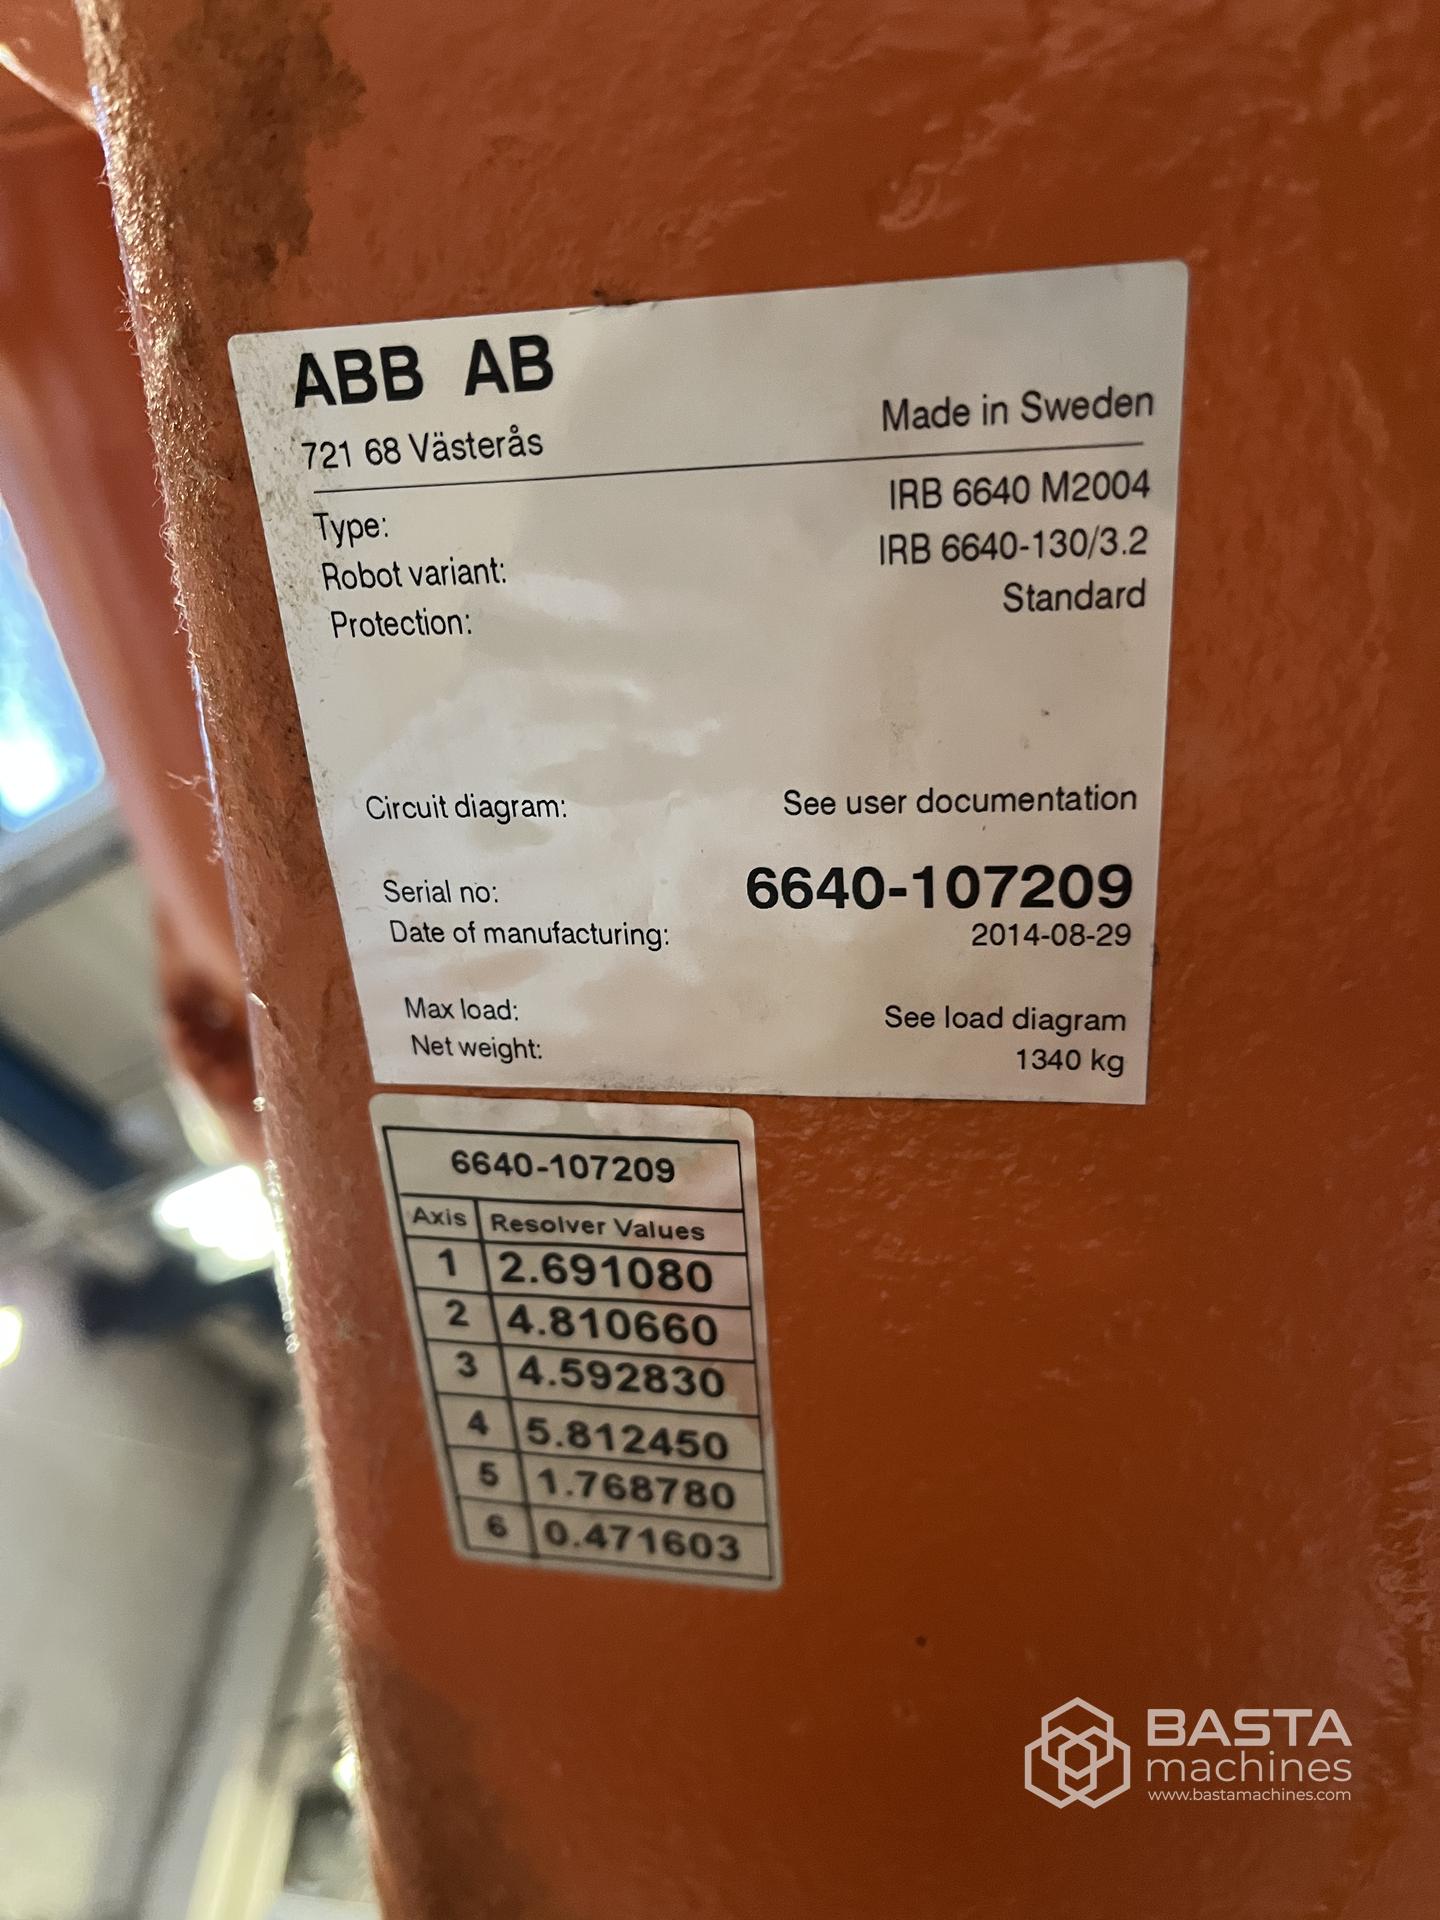 ABB AB
721 68 Västerås
Made in Sweden
Type: IRB 6640 M2004
Robot variant: IRB 6640-130/3.2
Protection: Standard
Circuit diagram: See user documentation
Serial no: 6640-107209
Date of manufacturing: 2014-08-29
Max load: See load diagram
Net weight: 1340 kg
6640-107209
Axis Resolver Values
1 2.691080
2 4.810660
3 4.592830
4 5.812450
5 1.768780
6 0.471603
BASTA
machines
www.bastamachines.com